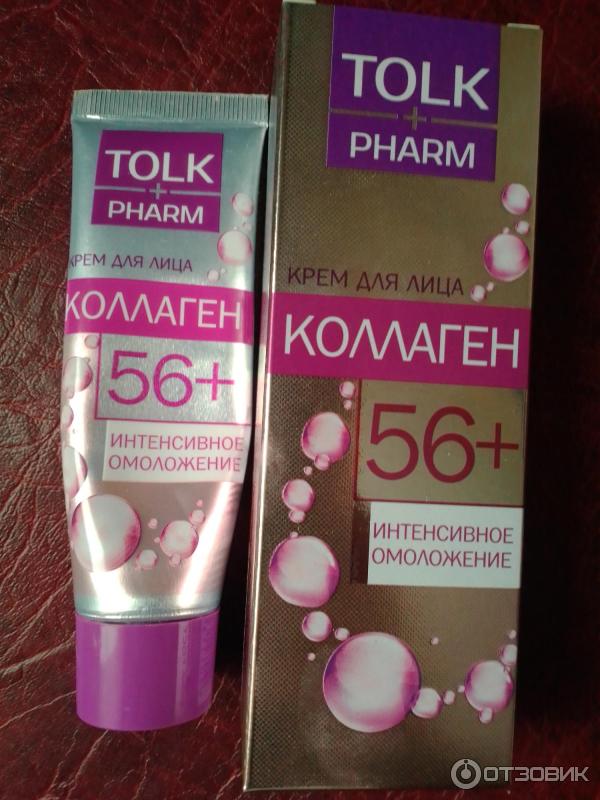 TOLK
+
PHARM
КРЕМ ДЛЯ ЛИЦА
КОЛЛАГЕН
56+
ИНТЕНСИВНОЕ
ОМОЛОЖЕНИЕ
TOLK
+
PHARM
КРЕМ ДЛЯ ЛИЦА
КОЛЛАГЕН
56+
ИНТЕНСИВНОЕ
ОМОЛОЖЕНИЕ
ОТЗОВИК